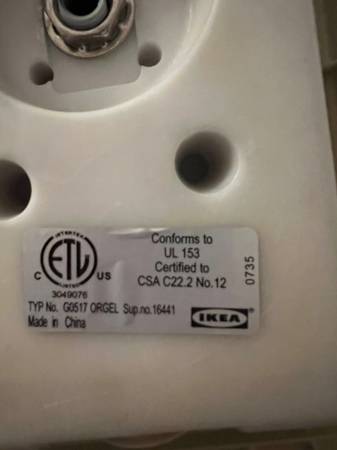 INTERTEK
ETL
LISTED
C US
3049076
Conforms to
UL 153
Certified to
CSA C22.2 No.12
0735
TYP No. G0517 ORGEL Sup.no.16441
Made in China
IKEA